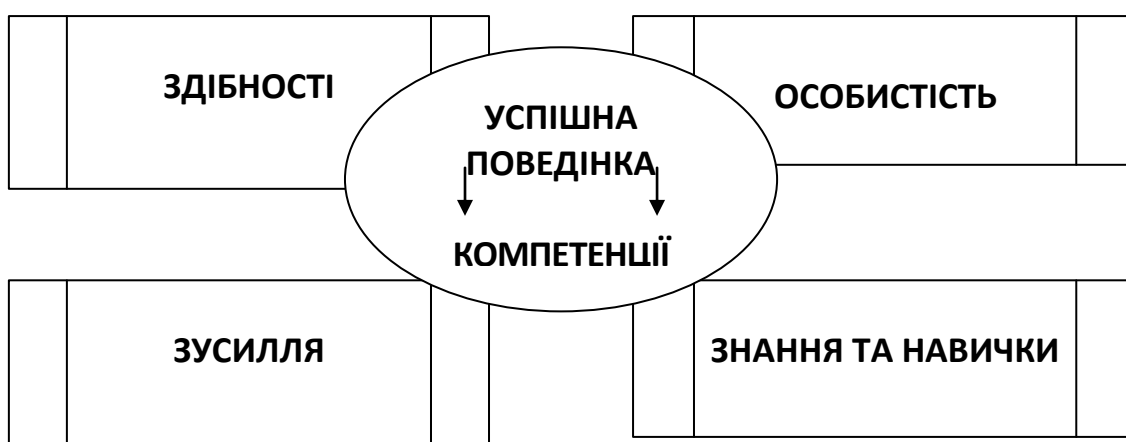 ЗДІБНОСТІ
ОСОБИСТІСТЬ
УСПІШНА
ПОВЕДІНКА
КОМПЕТЕНЦІЇ
ЗУСИЛЛЯ
ЗНАННЯ ТА НАВИЧКИ